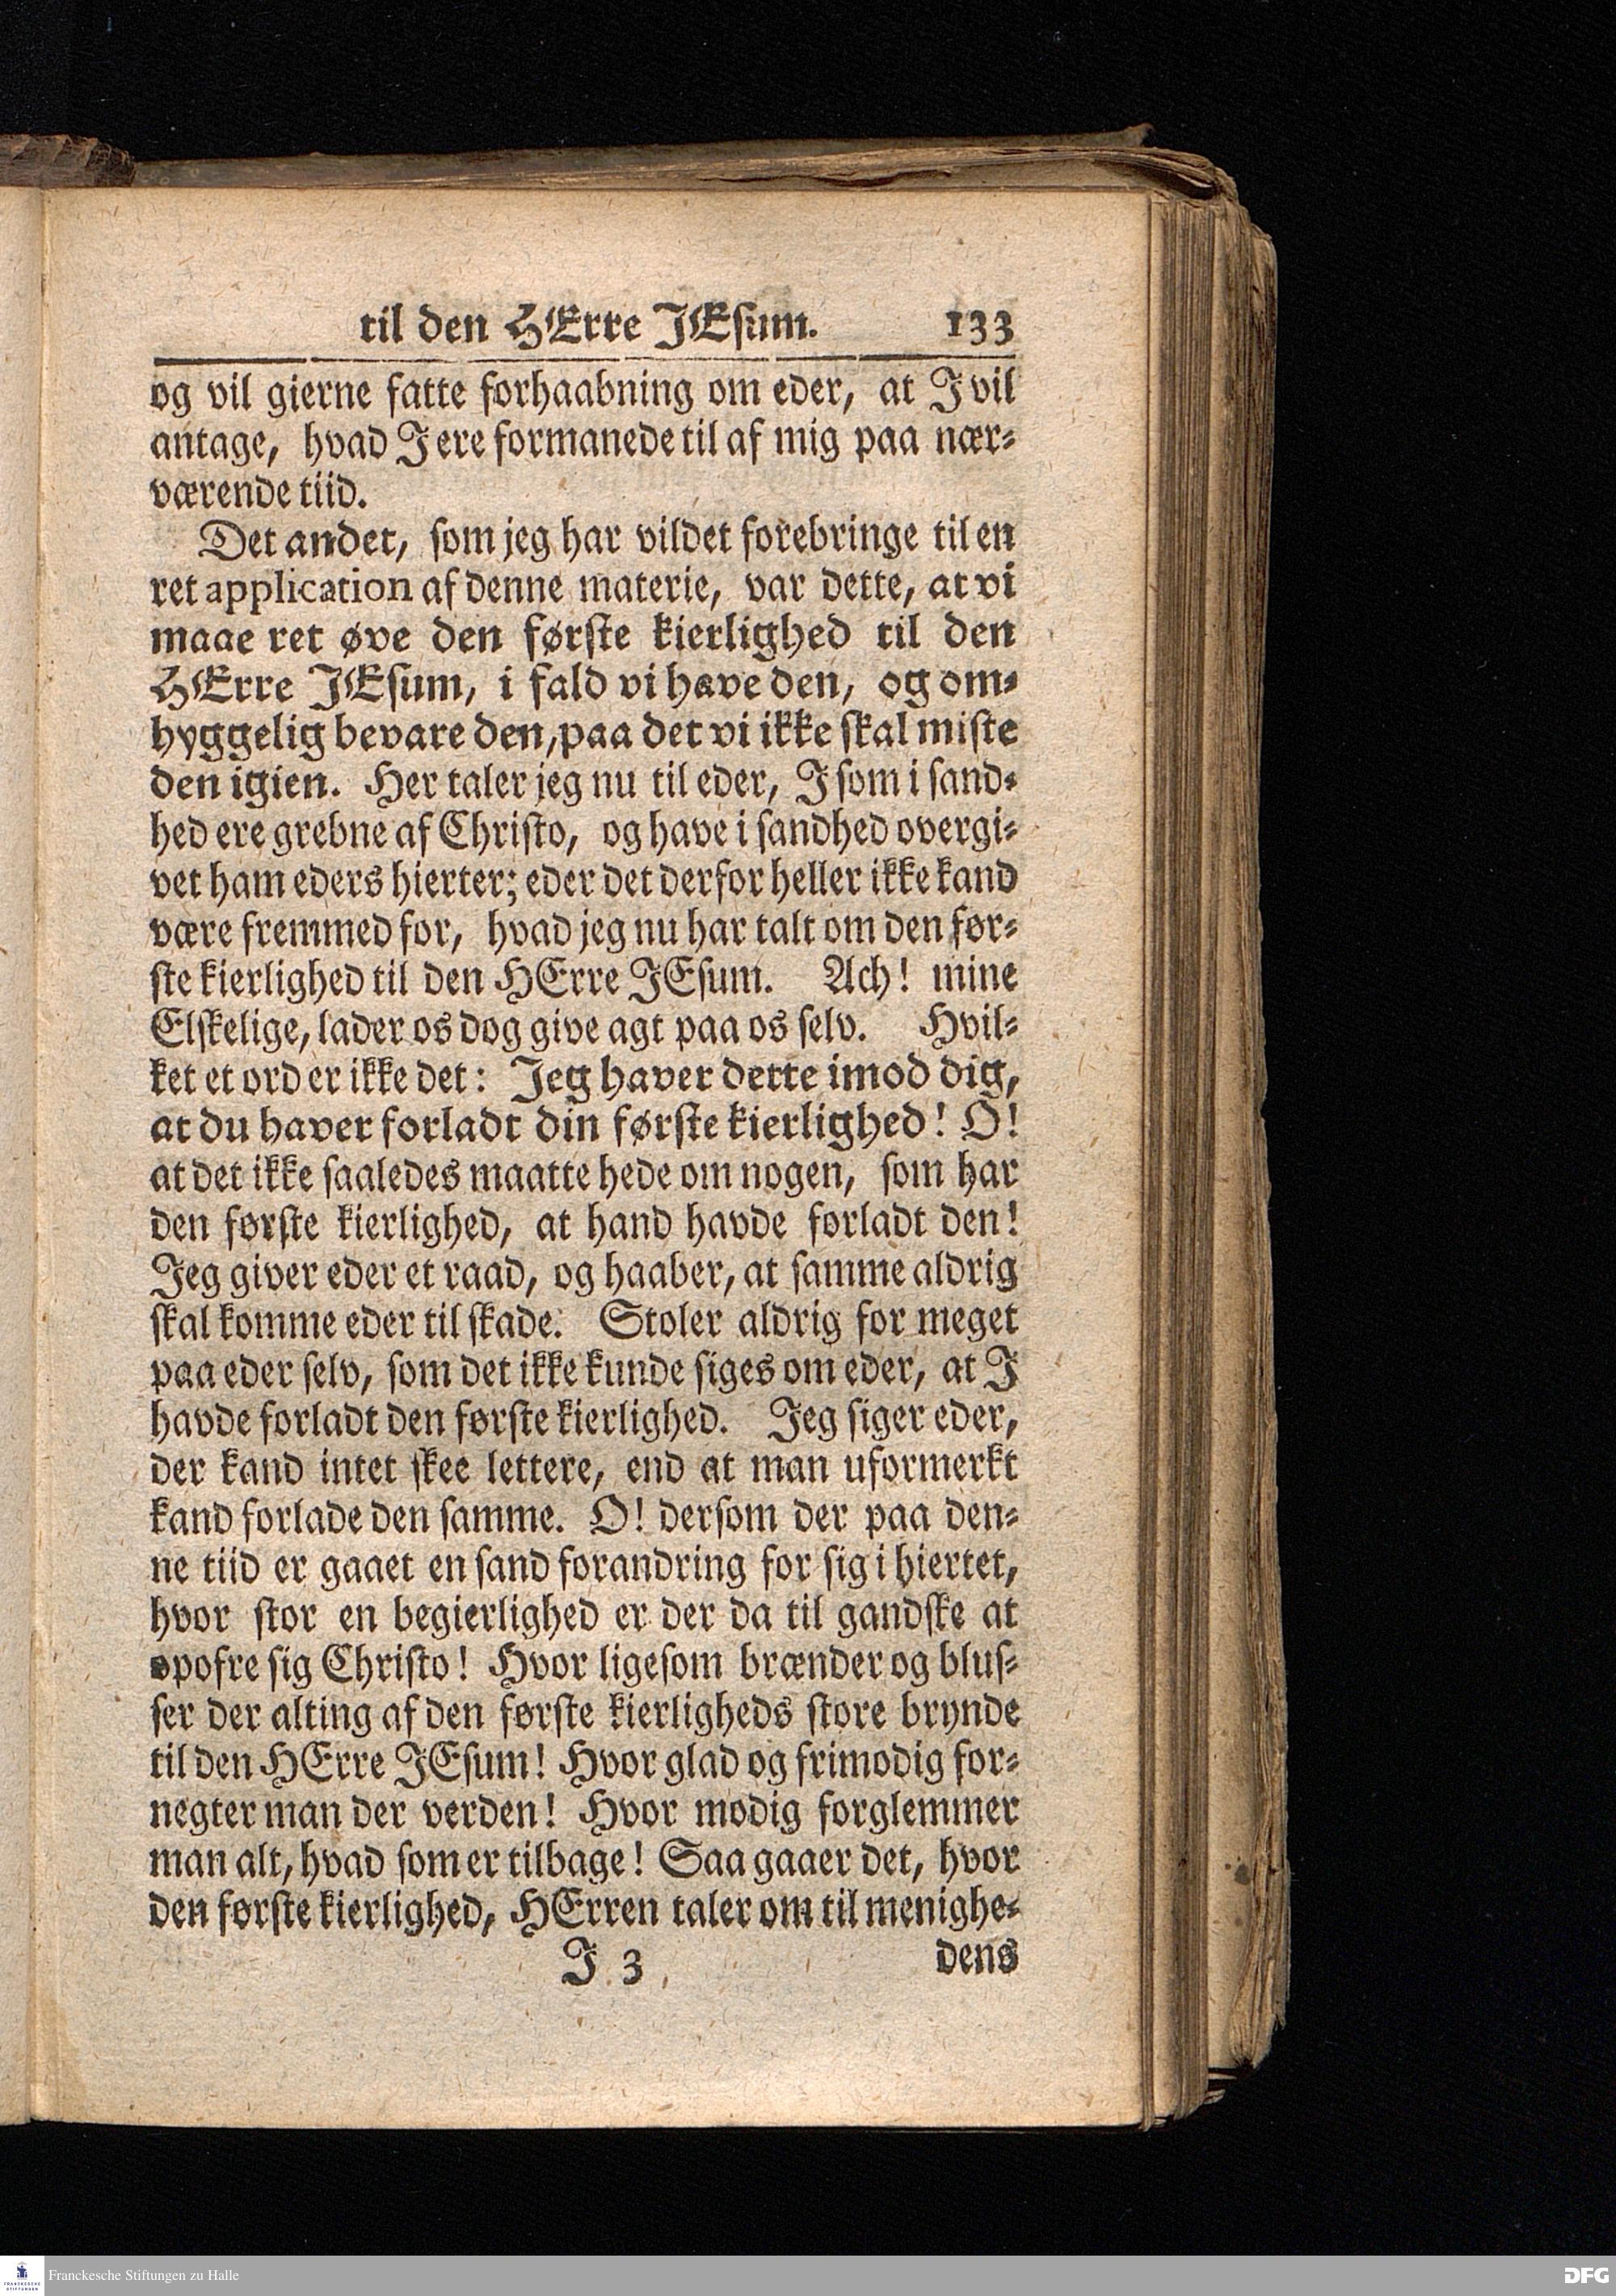 til den HErre JEsum. 133
og vil gierne fatte forhaabning om eder, at J vil
antage, hvad J ere formanede til af mig paa nær-
værende tiid.
Det andet, som jeg har vildet forebringe til en
ret application af denne materie, var dette, at vi
maae ret øve den første kierlighed til den
HErre JEsum, i fald vi have den, og om-
hyggelig bevare den, paa det vi ikke skal miste
den igien. Her taler jeg nu til eder, J som i sand-
hed ere grebne af Christo, og have i sandhed overgi-
vet ham eders hierter; eder det derfor heller ikke kand
være fremmed for, hvad jeg nu har talt om den før-
ste kierlighed til den HErre JEsum. Ach! mine
Elskelige, lader os dog give agt paa os selv. Hvil-
ket et ord er ikke det: Jeg haver dette imod dig,
at du haver forladt din første kierlighed! O!
at det ikke saaledes maatte hede om nogen, som har
den første kierlighed, at hand havde forladt den!
Jeg giver eder et raad, og haaber, at samme aldrig
skal komme eder til skade. Stoler aldrig for meget
paa eder selv, som det ikke kunde siges om eder, at J
havde forladt den første kierlighed. Jeg siger eder,
der kand intet skee lettere, end at man uformerkt
kand forlade den samme. O! dersom der paa den-
ne tiid er gaaet en sand forandring for sig i hiertet,
hvor stor en begierlighed er der da til gandske at
opofre sig Christo! Hvor ligesom brænder og blus-
ser der alting af den første kierligheds store brynde
til den HErre JEsum! Hvor glad og frimodig for-
negter man der verden! Hvor modig forglemmer
man alt, hvad som er tilbage! Saa gaaer det, hvor
den første kierlighed, HErren taler om til menighe-
J 3 dens
Franckesche Stiftungen zu Halle
DFG